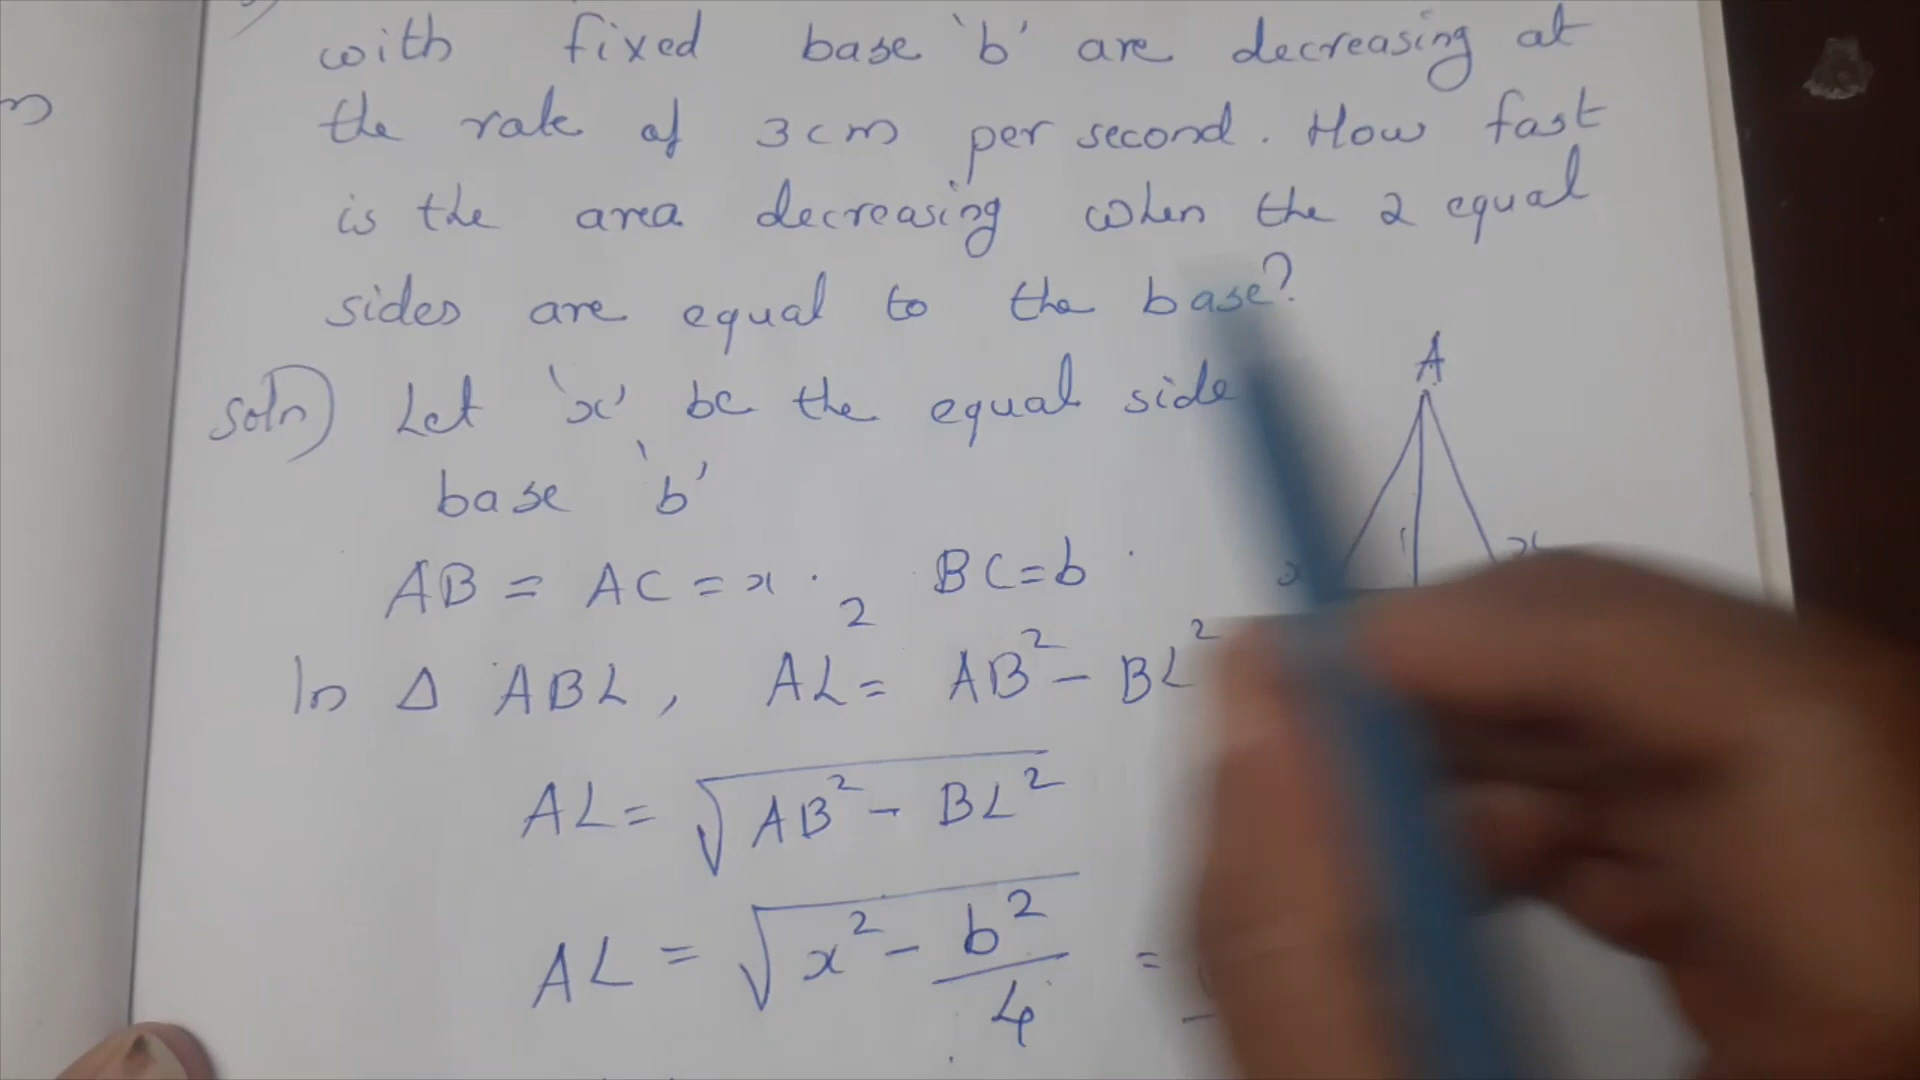 with fixed base 'b' are decreasing at
the rate of 3cm per second. How fast
is the area decreasing when the 2 equal
sides are equal to the base?
Soln) Let 'x' be the equal side
base 'b'
A
AB = AC = x . BC = b .
x x
In Δ ABL, AL² = AB² - BL²
AL = √(AB² - BL²)
AL = √(x² - b²/4) =